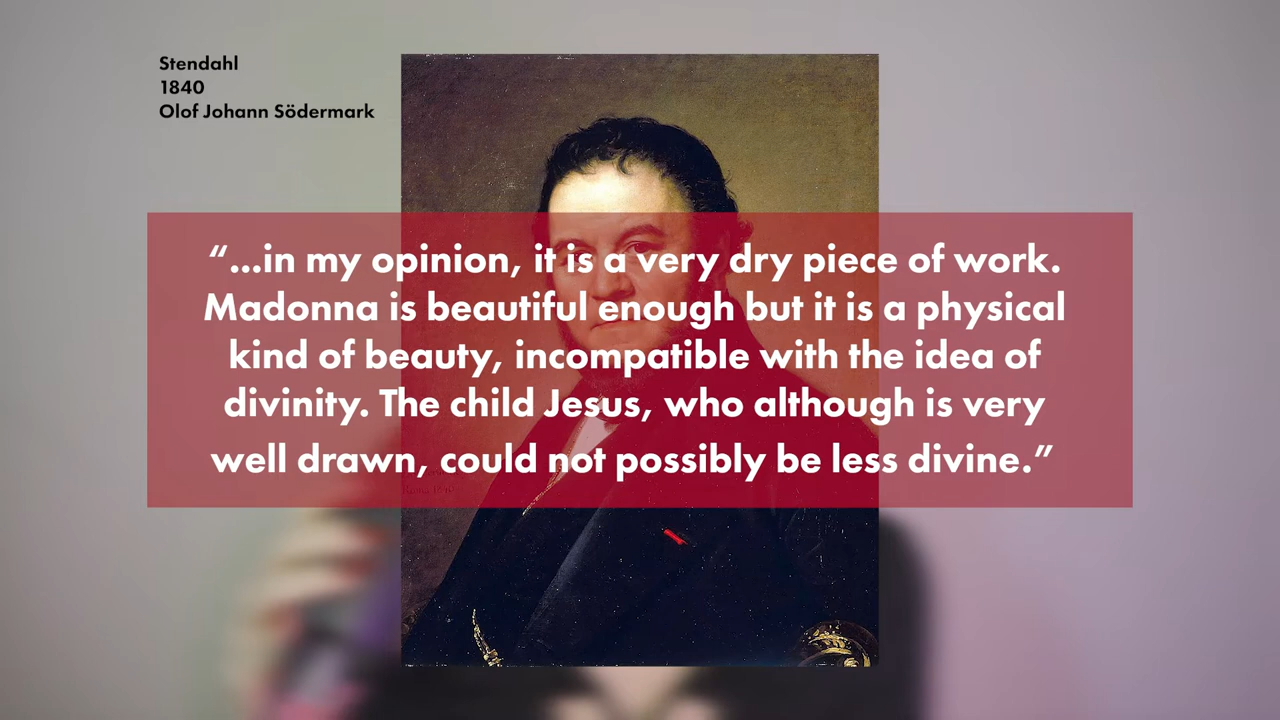 Stendahl
1840
Olof Johann Södermark
“...in my opinion, it is a very dry piece of work.
Madonna is beautiful enough but it is a physical
kind of beauty, incompatible with the idea of
divinity. The child Jesus, who although is very
well drawn, could not possibly be less divine.”